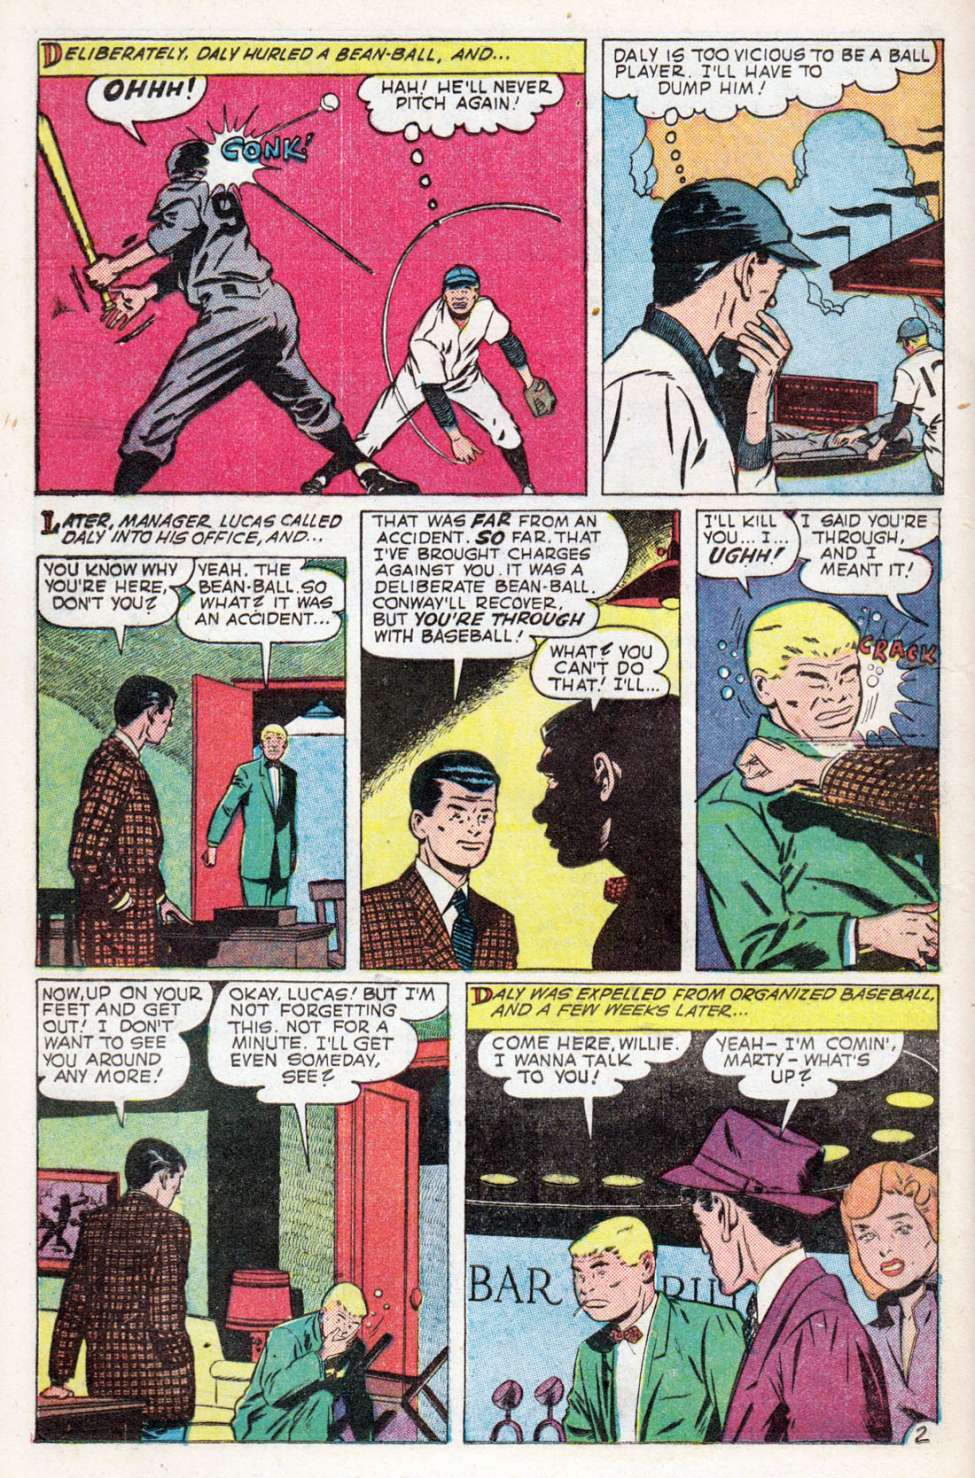 DELIBERATELY, DALY HURLED A BEAN-BALL, AND...
OHHH!
CONK!
HAH! HE'LL NEVER
PITCH AGAIN!
9
DALY IS TOO VICIOUS TO BE A BALL
PLAYER. I'LL HAVE TO
DUMP HIM!
1
LATER, MANAGER LUCAS CALLED
DALY INTO HIS OFFICE, AND...
YOU KNOW WHY
YOU'RE HERE,
DON'T YOU?
YEAH. THE
BEAN-BALL. SO
WHAT? IT WAS
AN ACCIDENT...
THAT WAS FAR FROM AN
ACCIDENT. SO FAR, THAT
I'VE BROUGHT CHARGES
AGAINST YOU. IT WAS A
DELIBERATE BEAN-BALL.
CONWAY'LL RECOVER,
BUT YOU'RE THROUGH
WITH BASEBALL!
WHAT? YOU
CAN'T DO
THAT! I'LL...
I'LL KILL
YOU... I...
UGHH!
I SAID YOU'RE
THROUGH,
AND I
MEANT IT!
CRACK
NOW, UP ON YOUR
FEET AND GET
OUT! I DON'T
WANT TO SEE
YOU AROUND
ANY MORE!
OKAY, LUCAS! BUT I'M
NOT FORGETTING
THIS. NOT FOR A
MINUTE. I'LL GET
EVEN SOMEDAY,
SEE?
DALY WAS EXPELLED FROM ORGANIZED BASEBALL,
AND A FEW WEEKS LATER...
COME HERE, WILLIE.
I WANNA TALK
TO YOU!
YEAH- I'M COMIN',
MARTY- WHAT'S
UP?
BAR
2